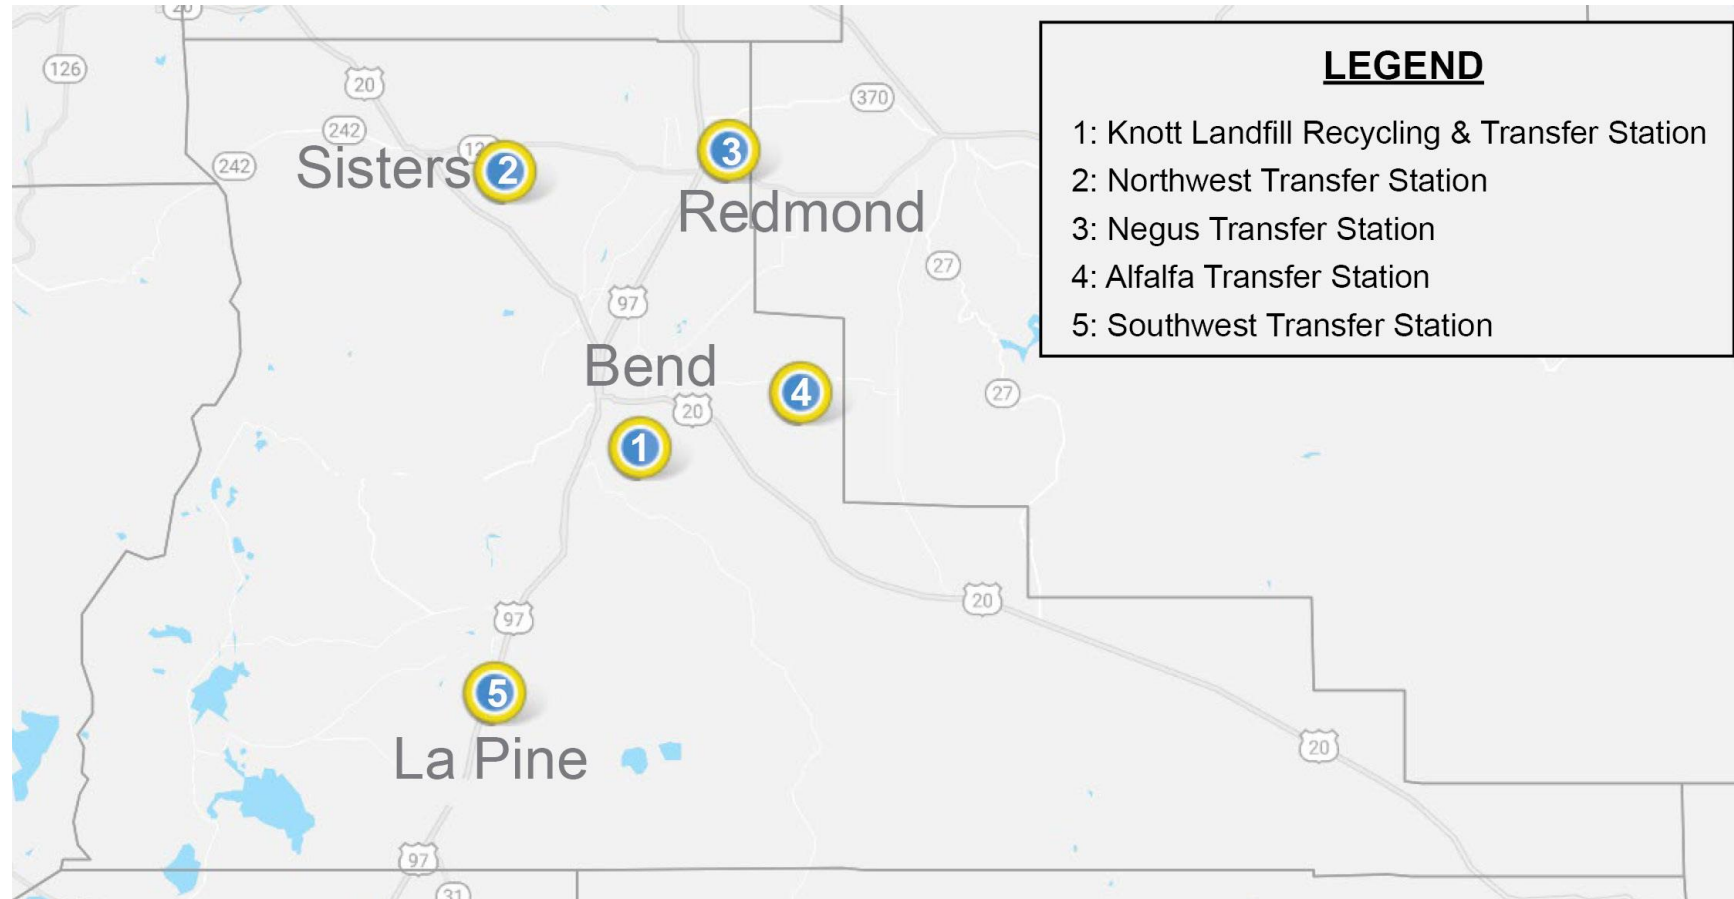 20
126
20
370
LEGEND
1: Knott Landfill Recycling & Transfer Station
2: Northwest Transfer Station
3: Negus Transfer Station
4: Alfalfa Transfer Station
5: Southwest Transfer Station
242
242
Sisters
2
3
Redmond
27
97
Bend
4
27
20
1
20
97
5
La Pine
20
97
31